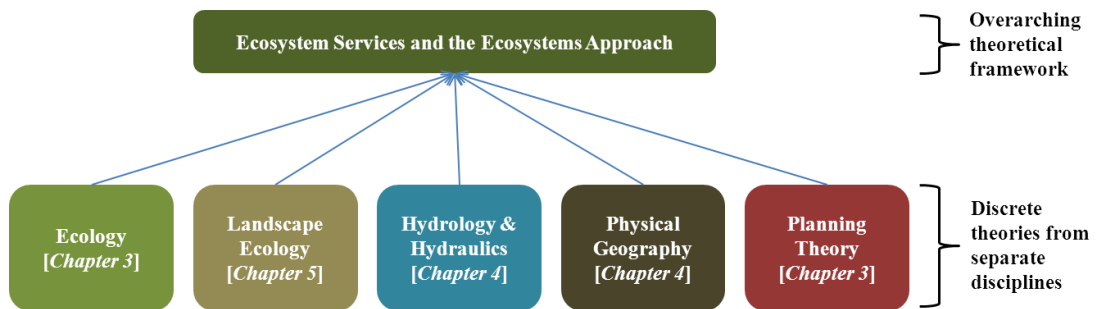 Ecosystem Services and the Ecosystems Approach
Overarching
theoretical
framework
Ecology
[Chapter 3]
Landscape
Ecology
[Chapter 5]
Hydrology &
Hydraulics
[Chapter 4]
Physical
Geography
[Chapter 4]
Planning
Theory
[Chapter 3]
Discrete
theories from
separate
disciplines